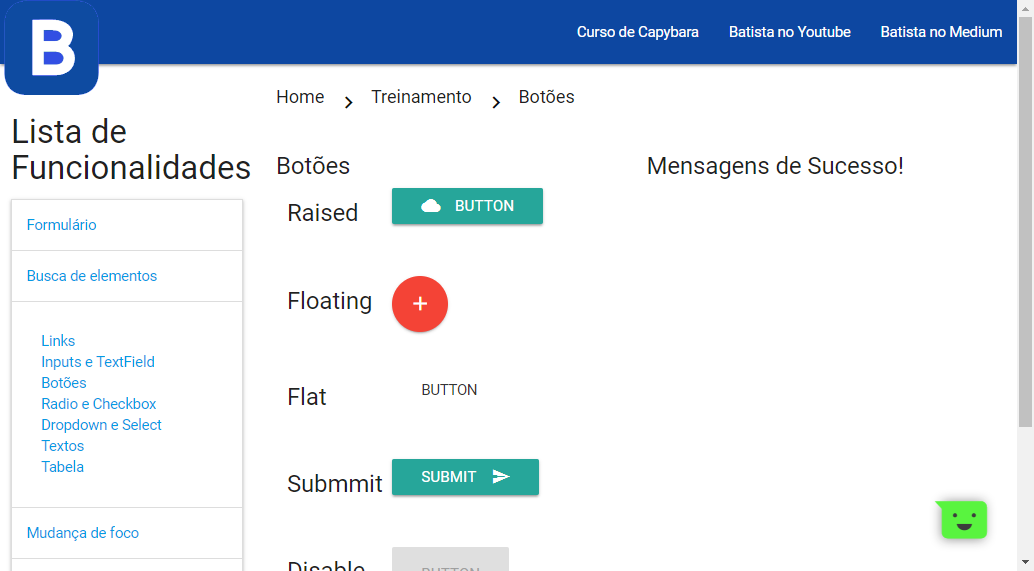 B
Curso de Capybara Batista no Youtube Batista no Medium
Home Treinamento Botões
Lista de
Funcionalidades
Formulário
Busca de elementos
Links
Inputs e TextField
Botões
Radio e Checkbox
Dropdown e Select
Textos
Tabela
Mudança de foco
Botões
Raised BUTTON
Floating +
Flat BUTTON
Submmit SUBMIT
Disable BUTTON
Mensagens de Sucesso!